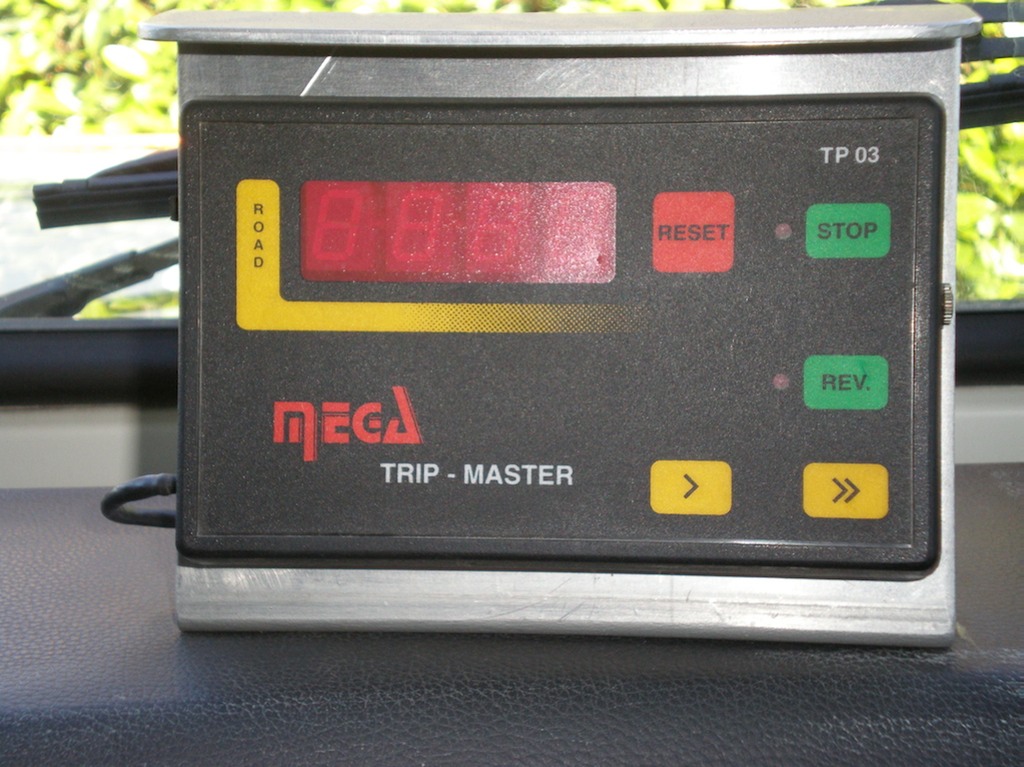 TP 03
ROAD
RESET
STOP
REV.
MEGA
TRIP - MASTER
> >>